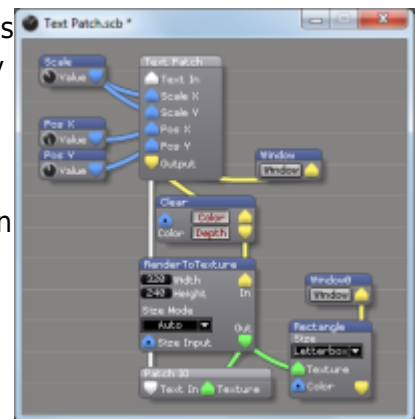 s
y
m
Text Patch.scb *
Scale
Value
Pos X
Value
Pos Y
Value
Text Patch
Text In
Scale X
Scale Y
Pos X
Pos Y
Output
Window
Window
Clear
Color
Color Depth
RenderToTexture
320 Width
240 Height In
Size Mode
Auto Out
Size Input
Window0
Window
Rectangle
Size
Letterbox
Texture
Color
Patch IO
Text In Texture